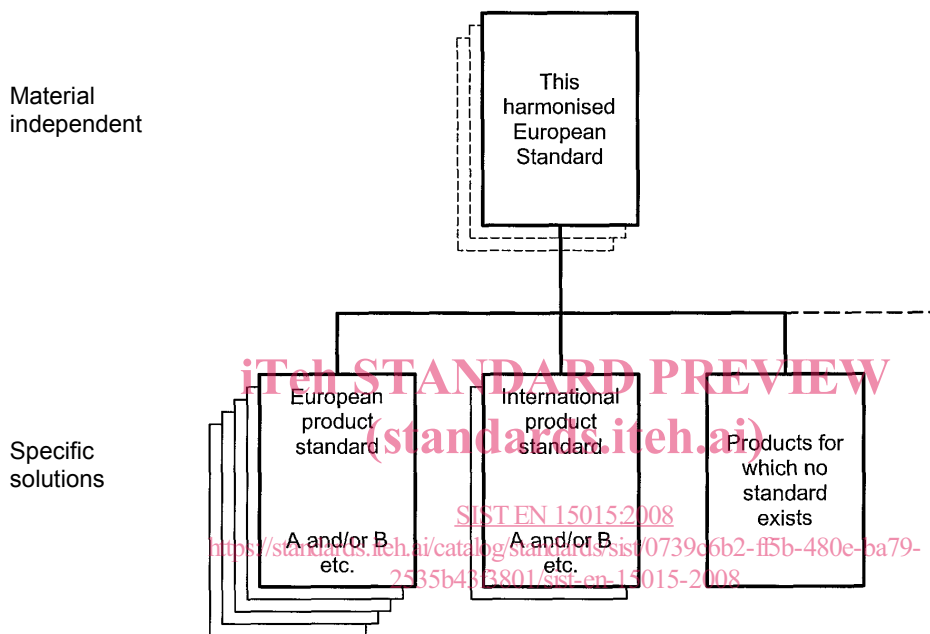 Material
independent
This
harmonised
European
Standard
iTeh STANDARD PREVIEW
(standards.iteh.ai)
Specific
solutions
European
product
standard
A and/or B
etc.
International
product
standard
A and/or B
etc.
Products for
which no
standard
exists
SIST EN 15015:2008
https://standards.iteh.ai/catalog/standards/sist/0739c6b2-ff5b-480e-ba79-
2535b43f3801/sist-en-15015-2008